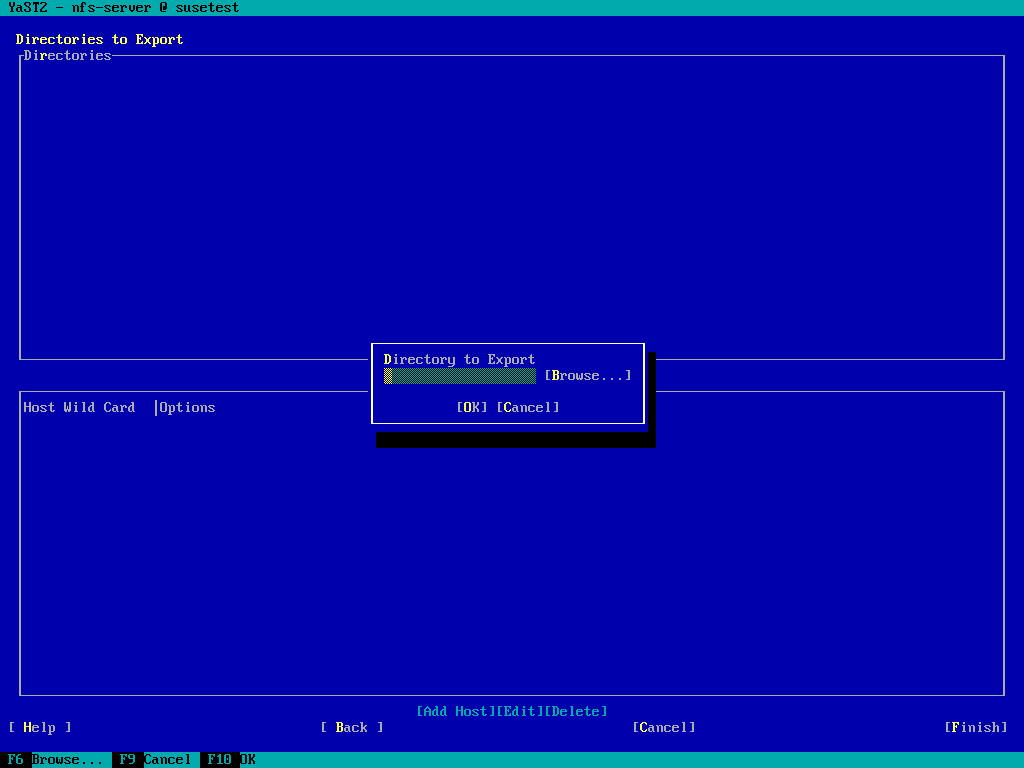 YaST2 - nfs-server @ susetest
Directories to Export
Directories
Directory to Export
[Browse...]
[OK] [Cancel]
Host Wild Card |Options
[Add Host][Edit][Delete]
[ Help ] [ Back ] [Cancel] [Finish]
F6 Browse... F9 Cancel F10 OK